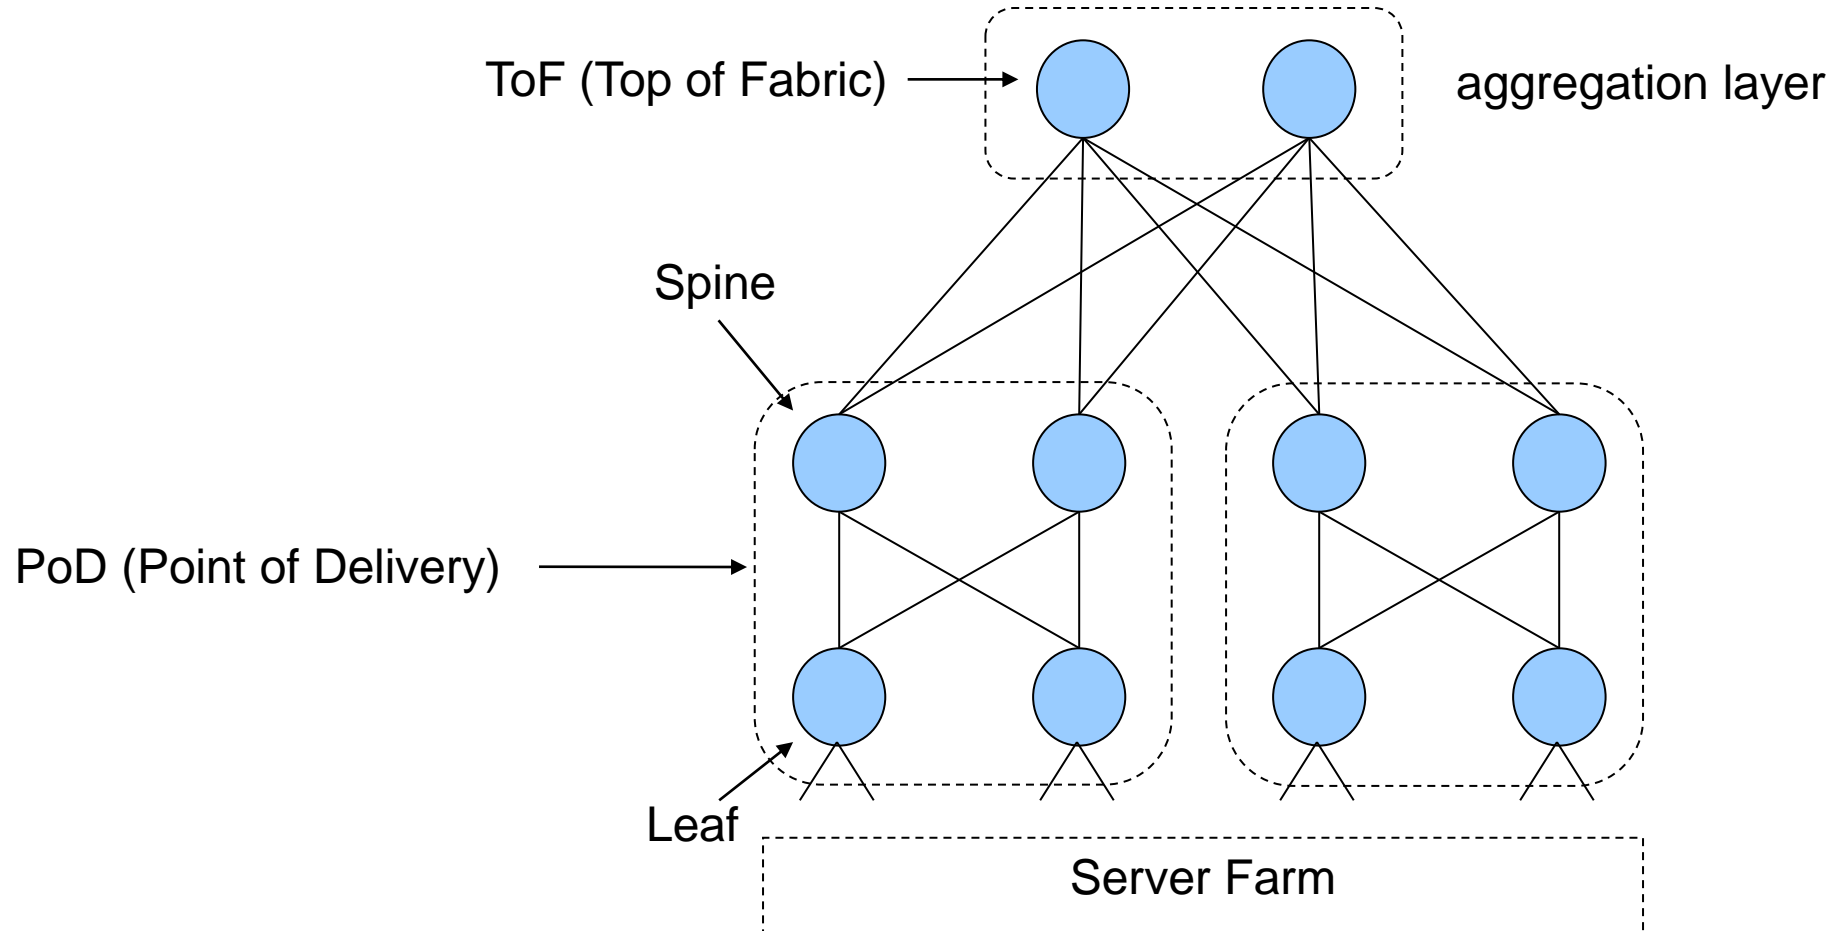 ToF (Top of Fabric)
aggregation layer
Spine
PoD (Point of Delivery)
Leaf
Server Farm